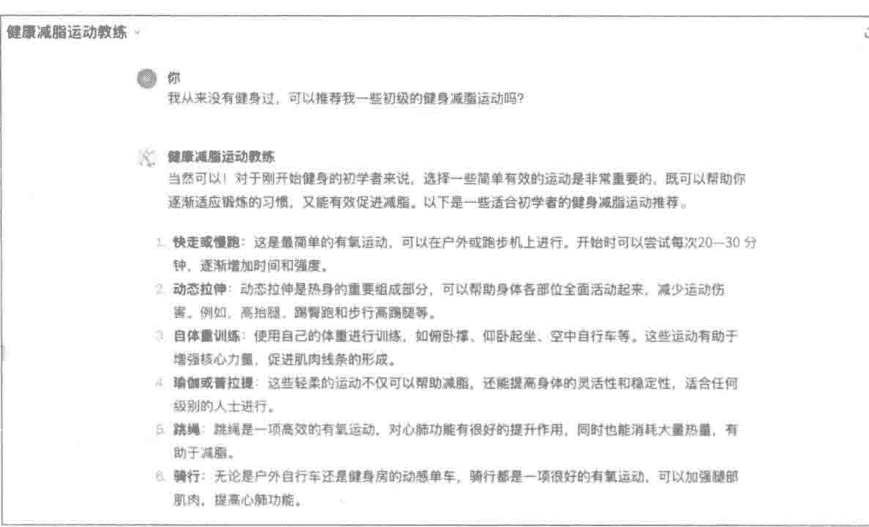 健康减脂运动教练
你
我从来没有健身过，可以推荐我一些初级的健身减脂运动吗？
健康减脂运动教练
当然可以！对于刚开始健身的初学者来说，选择一些简单有效的运动是非常重要的，既可以帮助你
逐渐适应锻炼的习惯，又能有效促进减脂。以下是一些适合初学者的健身减脂运动推荐。
1. 快走或慢跑：这是最简单的有氧运动，可以在户外或跑步机上进行。开始时可以尝试每次20—30 分
钟，逐渐增加时间和强度。
2. 动态拉伸：动态拉伸是热身的重要组成部分，可以帮助身体各部位全面活动起来，减少运动伤
害。例如，高抬腿、踢臀跑和步行高踢腿等。
3. 自体重训练：使用自己的体重进行训练，如俯卧撑、仰卧起坐、空中自行车等。这些运动有助于
增强核心力量，促进肌肉线条的形成。
4. 瑜伽或普拉提：这些轻柔的运动不仅可以帮助减脂，还能提高身体的灵活性和稳定性，适合任何
级别的人士进行。
5. 跳绳：跳绳是一项高效的有氧运动，对心肺功能有很好的提升作用，同时也能消耗大量热量，有
助于减脂。
6. 骑行：无论是户外自行车还是健身房的动感单车，骑行都是一项很好的有氧运动，可以加强腿部
肌肉，提高心肺功能。